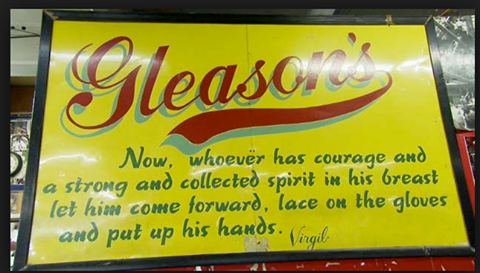 Gleason's
Now, whoever has courage and
a strong and collected spirit in his breast
let him come forward, lace on the gloves
and put up his hands. Virgil